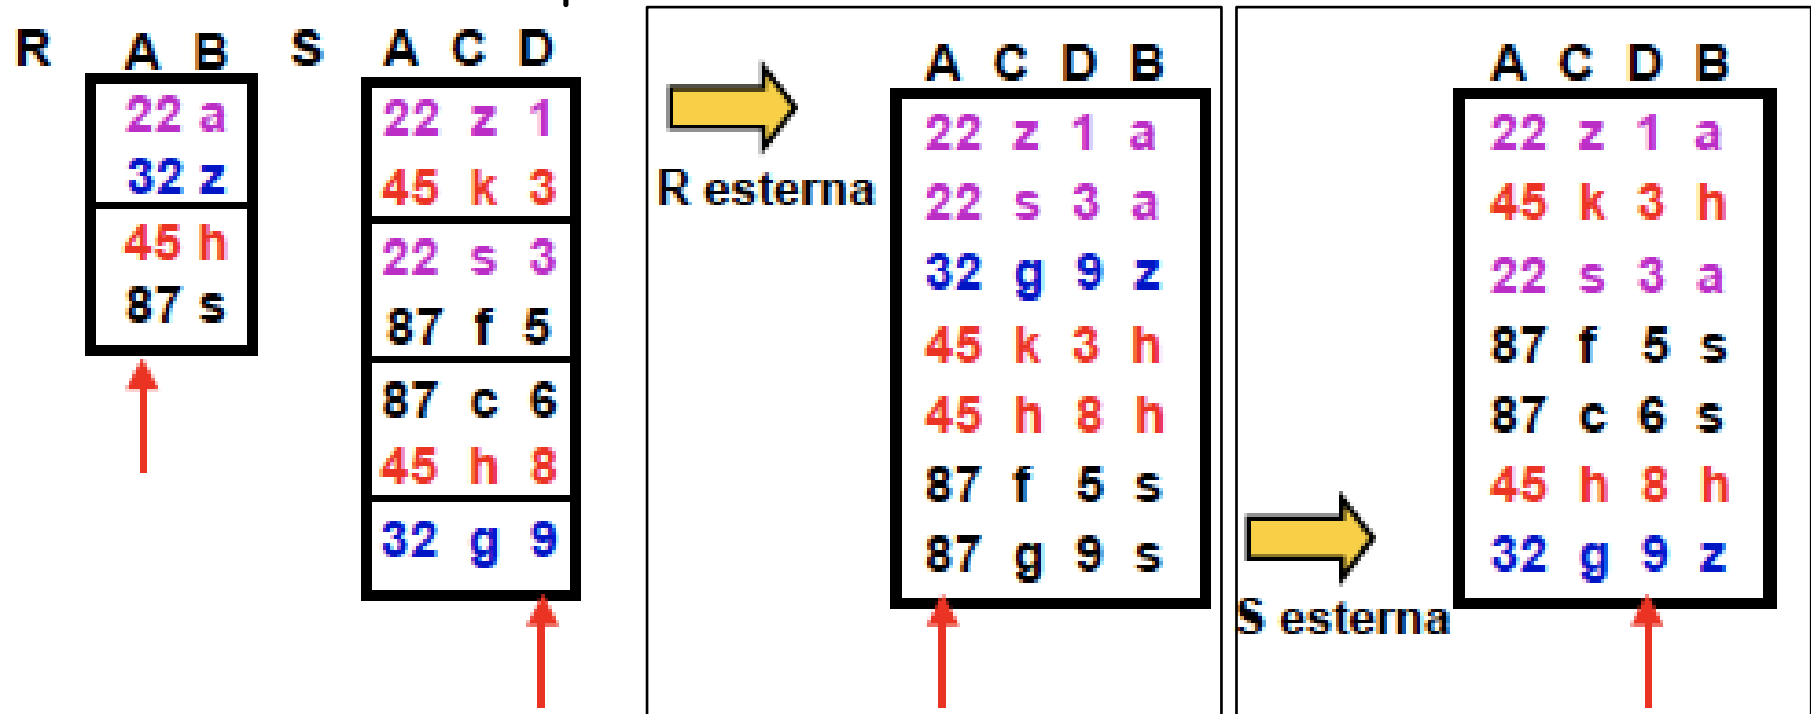 R A B
22 a
32 z
45 h
87 s
S A C D
22 z 1
45 k 3
22 s 3
87 f 5
87 c 6
45 h 8
32 g 9
R esterna
A C D B
22 z 1 a
22 s 3 a
32 g 9 z
45 k 3 h
45 h 8 h
87 f 5 s
87 g 9 s
S esterna
A C D B
22 z 1 a
45 k 3 h
22 s 3 a
87 f 5 s
87 c 6 s
45 h 8 h
32 g 9 z